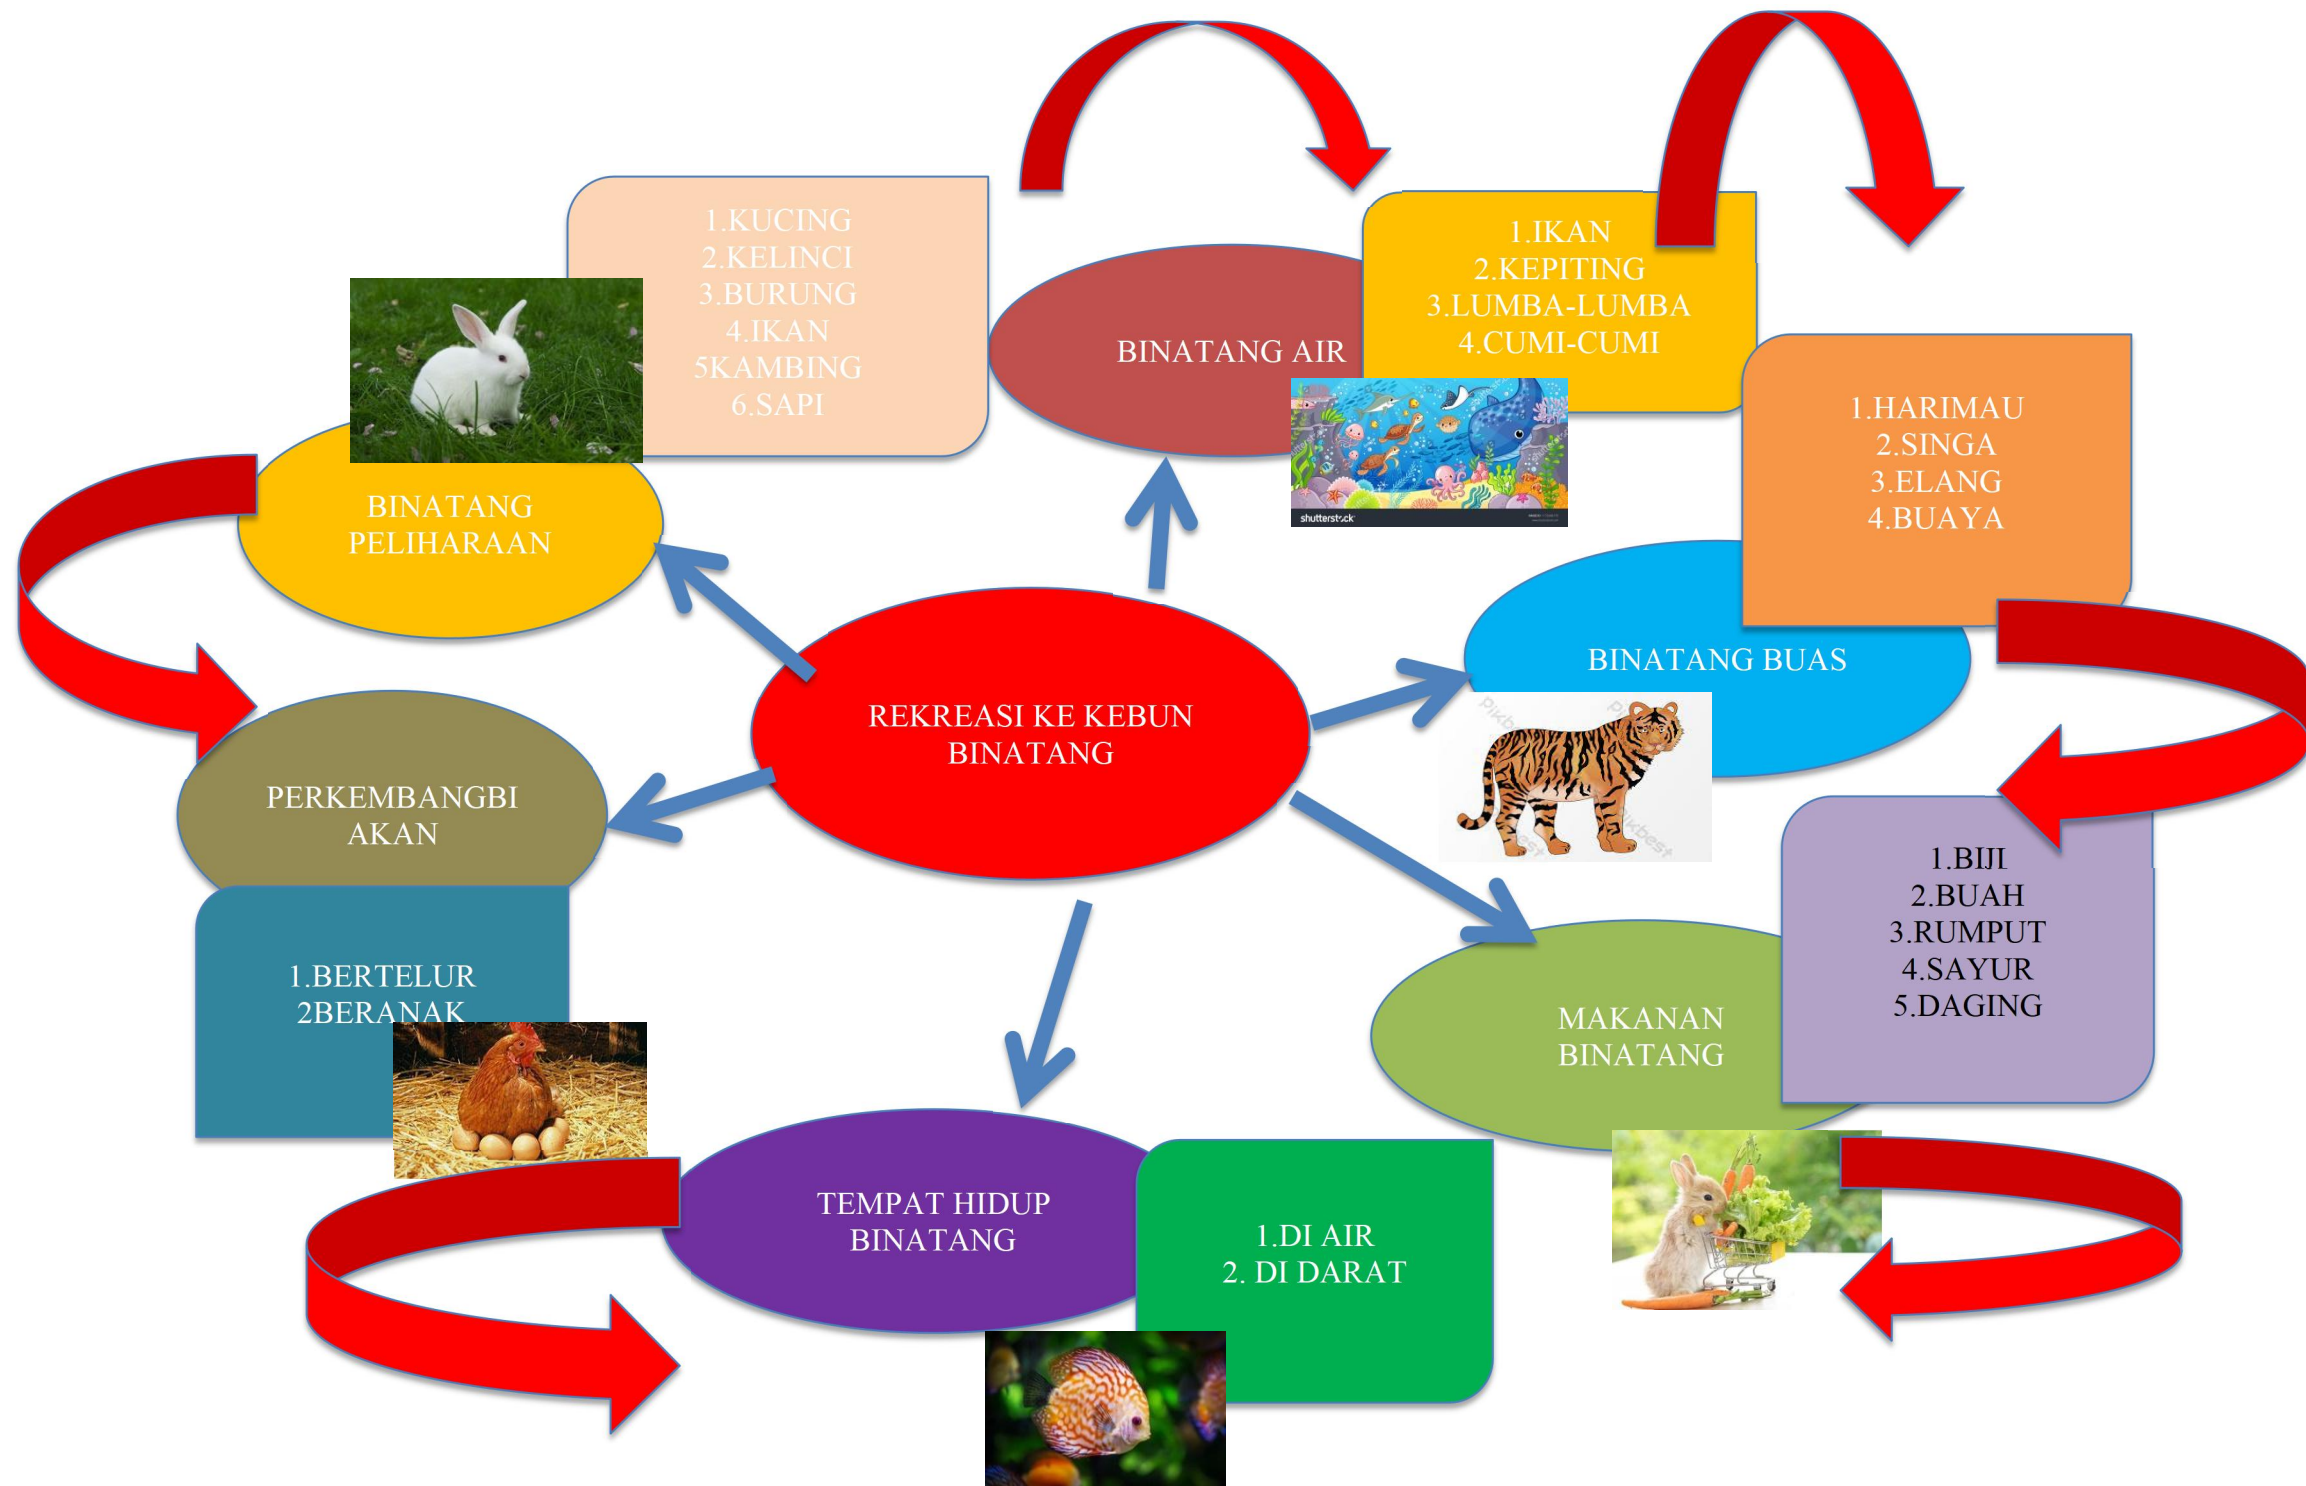 1.KUCING
2.KELINCI
3.BURUNG
4.IKAN
5KAMBING
6.SAPI
BINATANG
PELIHARAAN
BINATANG AIR
1.IKAN
2.KEPITING
3.LUMBA-LUMBA
4.CUMI-CUMI
shutterstock
1.HARIMAU
2.SINGA
3.ELANG
4.BUAYA
BINATANG BUAS
Pikbest
REKREASI KE KEBUN
BINATANG
PERKEMBANGBI
AKAN
1.BERTELUR
2BERANAK
1.BIJI
2.BUAH
3.RUMPUT
4.SAYUR
5.DAGING
MAKANAN
BINATANG
TEMPAT HIDUP
BINATANG
1.DI AIR
2. DI DARAT